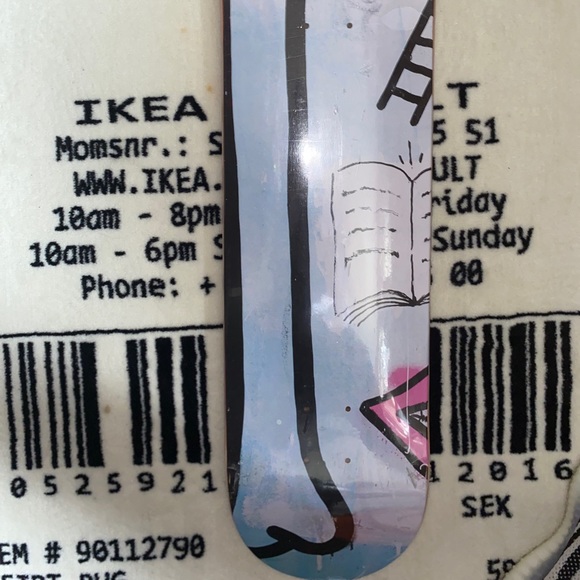 IKEA LT
Momsnr.: S 5 51
WWW.IKEA. ULT
10am - 8pm riday
10am - 6pm S Sunday
Phone: + 00
0525921 12016
SEK
EM # 90112790